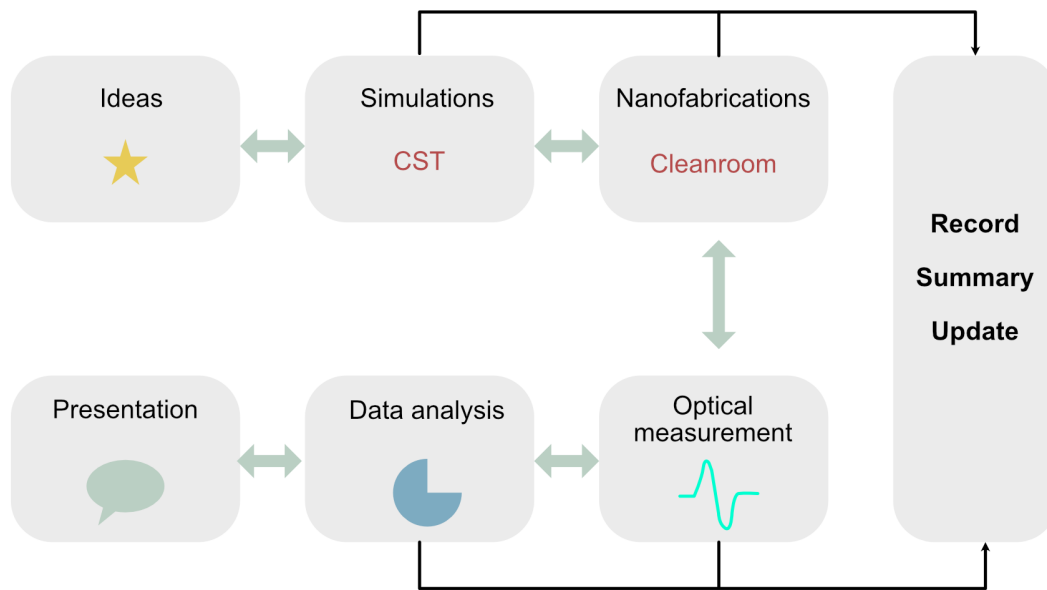 Ideas
Simulations
CST
Nanofabrications
Cleanroom
Record
Summary
Update
Presentation
Data analysis
Optical
measurement